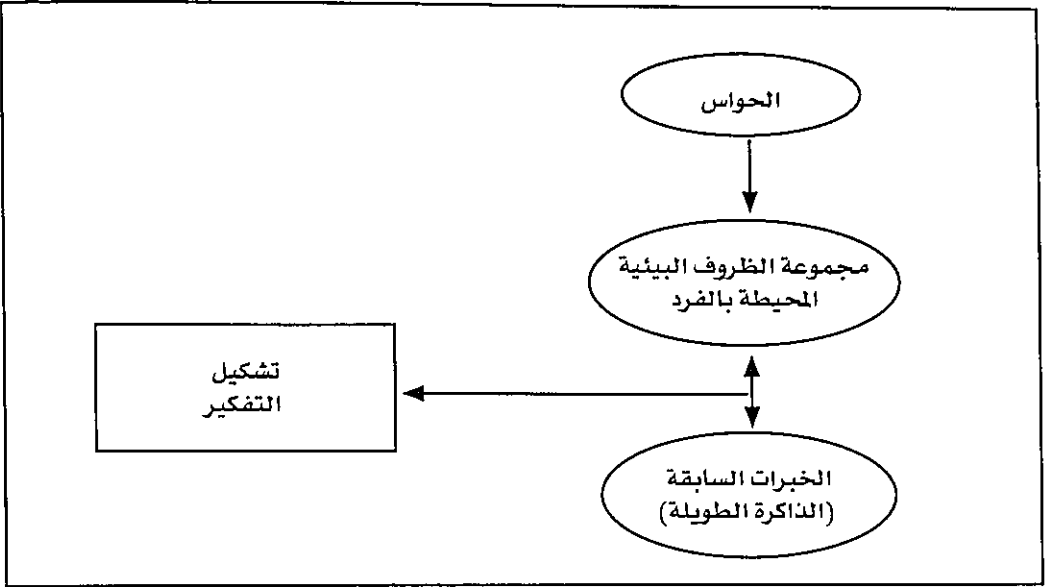 الحواس
مجموعة الظروف البيئية
المحيطة بالفرد
تشكيل
التفكير
الخبرات السابقة
(الذاكرة الطويلة)